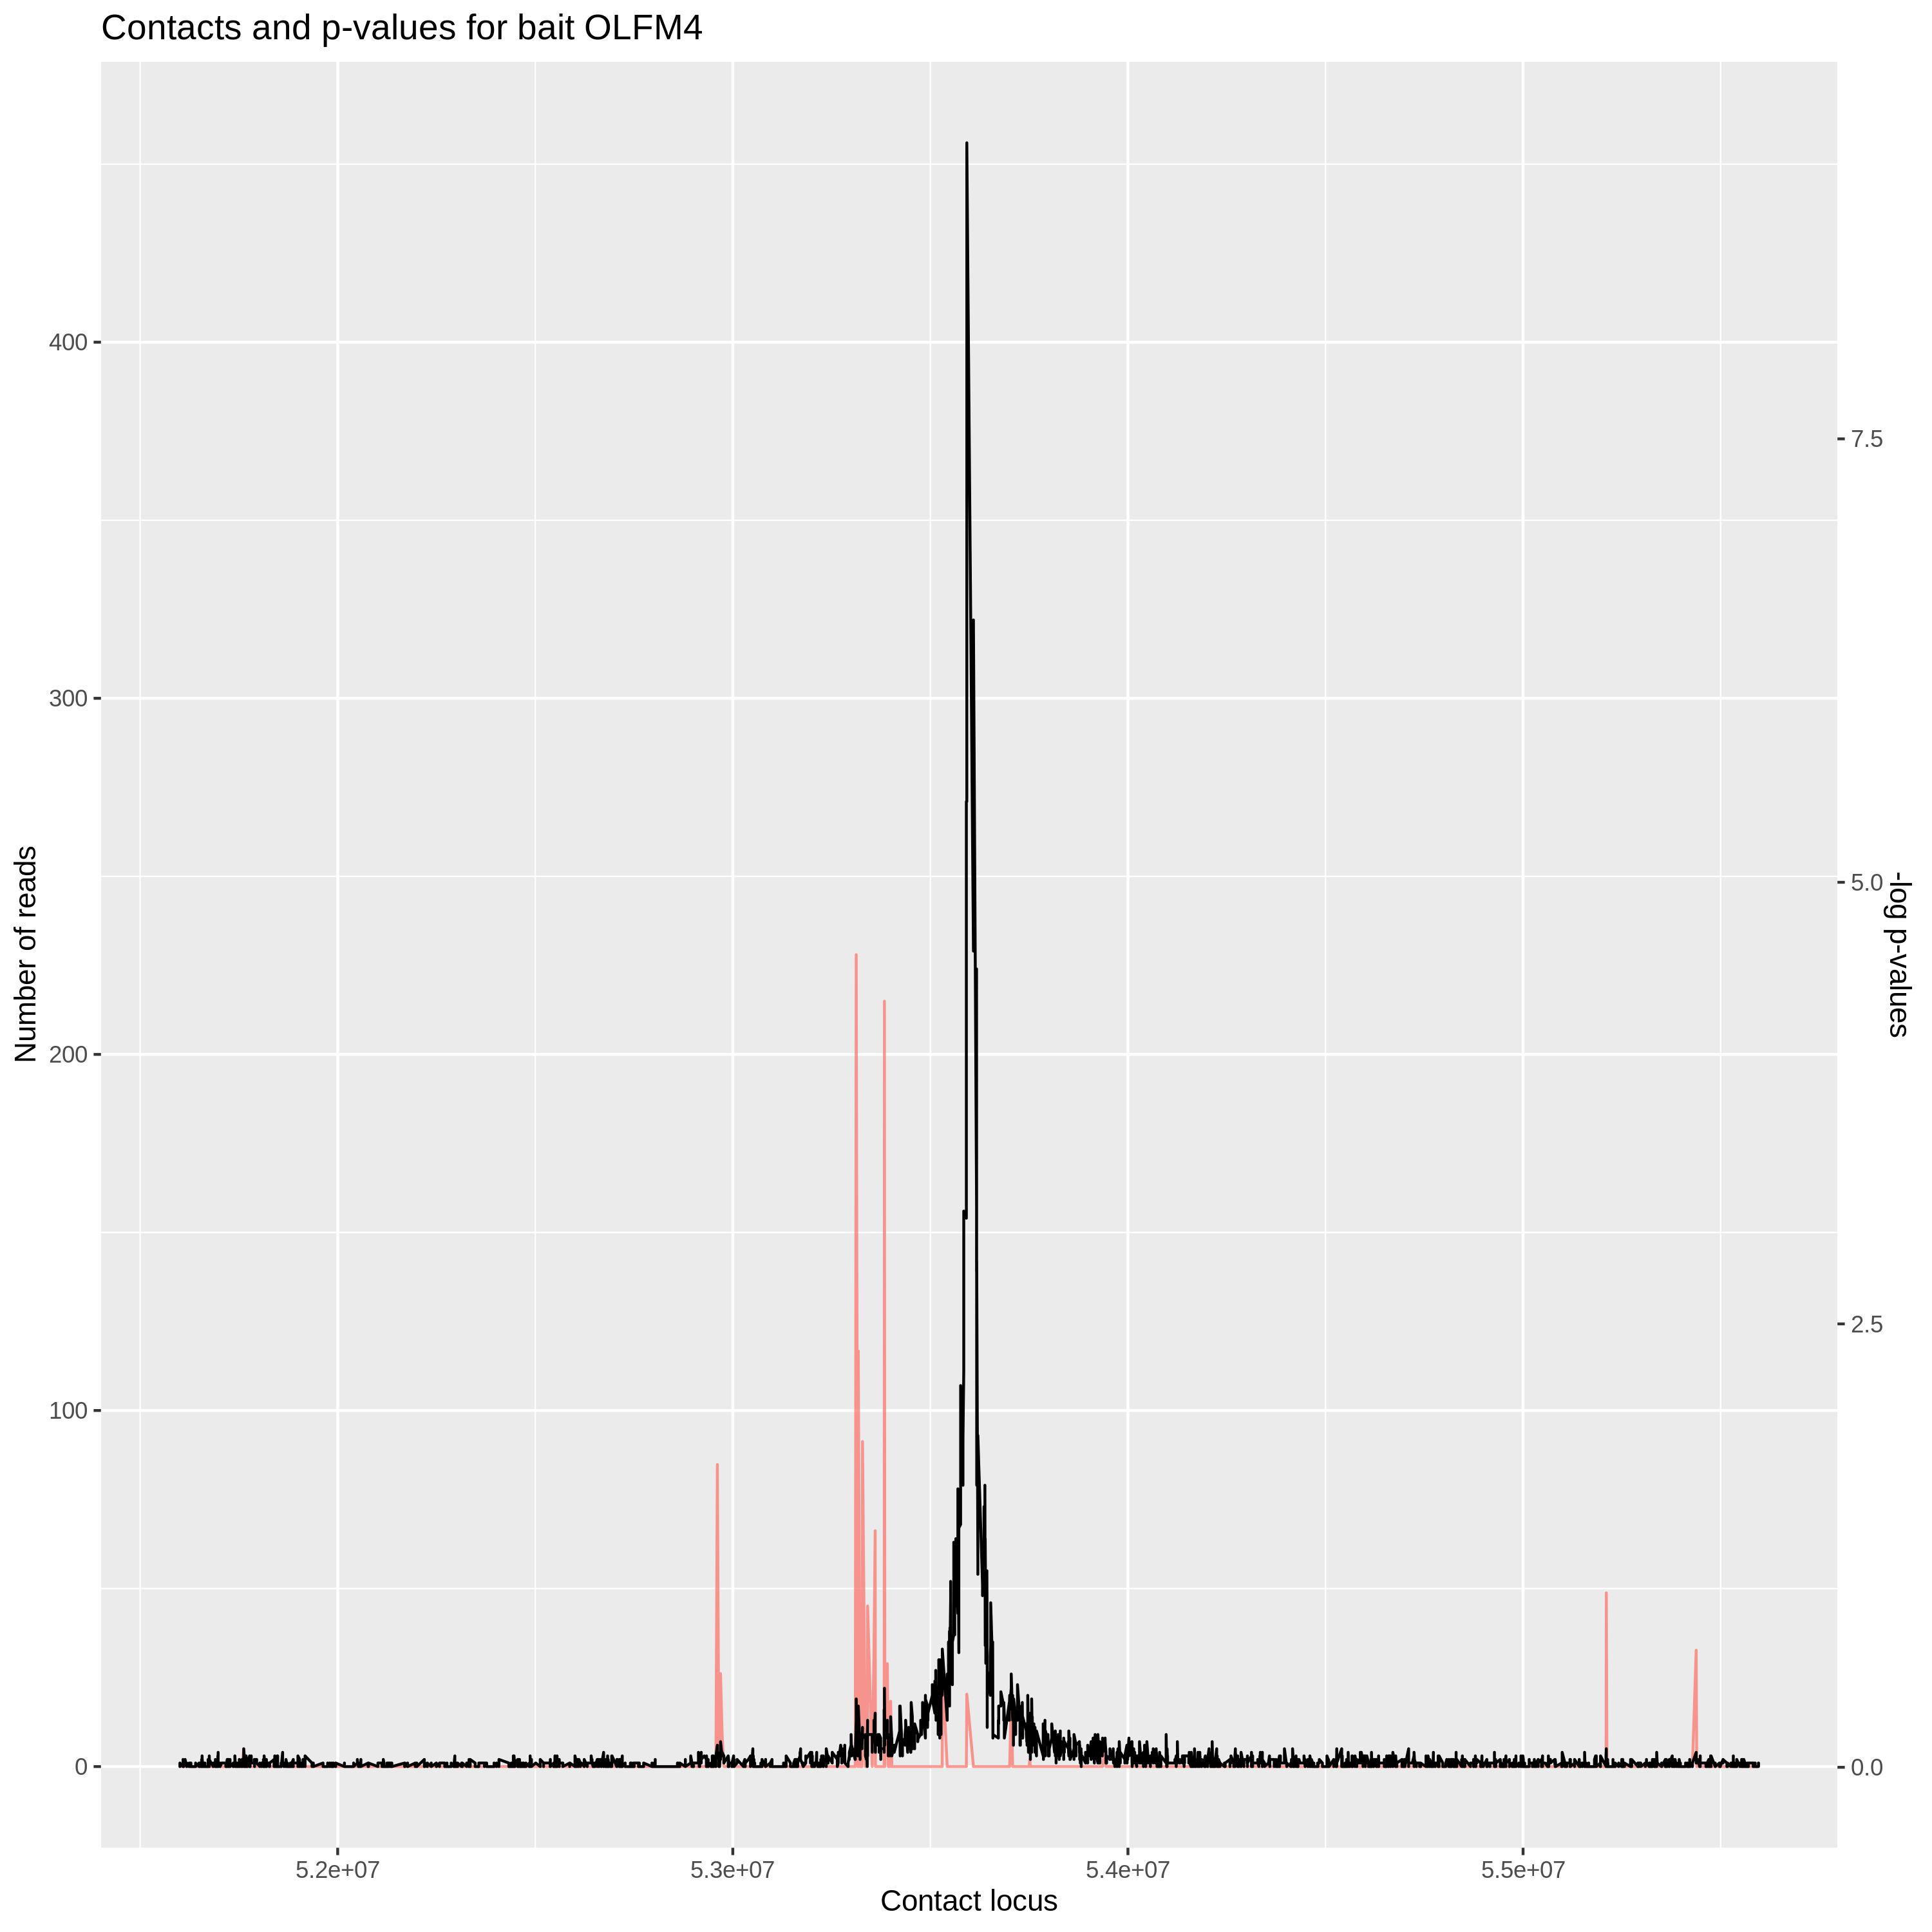 Contacts and p-values for bait OLFM4
Number of reads
400
300
200
100
0
7.5
5.0
2.5
0.0
-log p-values
5.2e+07 5.3e+07 5.4e+07 5.5e+07
Contact locus